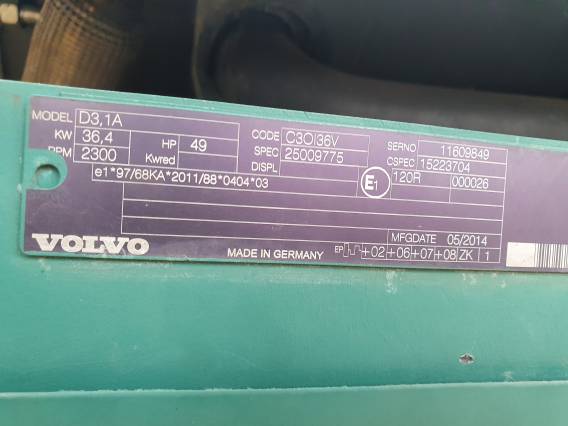 MODEL D3,1A CODE C3O|36V SERNO 11609849
KW 36,4 HP 49 SPEC 25009775 CSPEC 15223704
RPM 2300 Kwred DISPL E1 120R 000026
e1*97/68KA*2011/88*0404*03
MFGDATE 05/2014
VOLVO MADE IN GERMANY EP +02+06+07+08 ZK 1